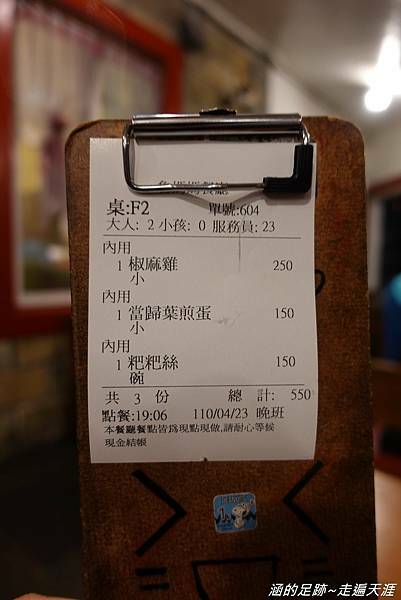 桌:F2 單號:604
大人: 2 小孩: 0 服務員: 23
內用
1 椒麻雞 250
小
內用
1 當歸葉煎蛋 150
小
內用
1 粑粑絲 150
碗
共 3 份 總 計: 550
點餐:19:06 110/04/23 晚班
本餐廳餐點皆為現點現做,請耐心等候
現金結帳
涵的足跡~走遍天涯